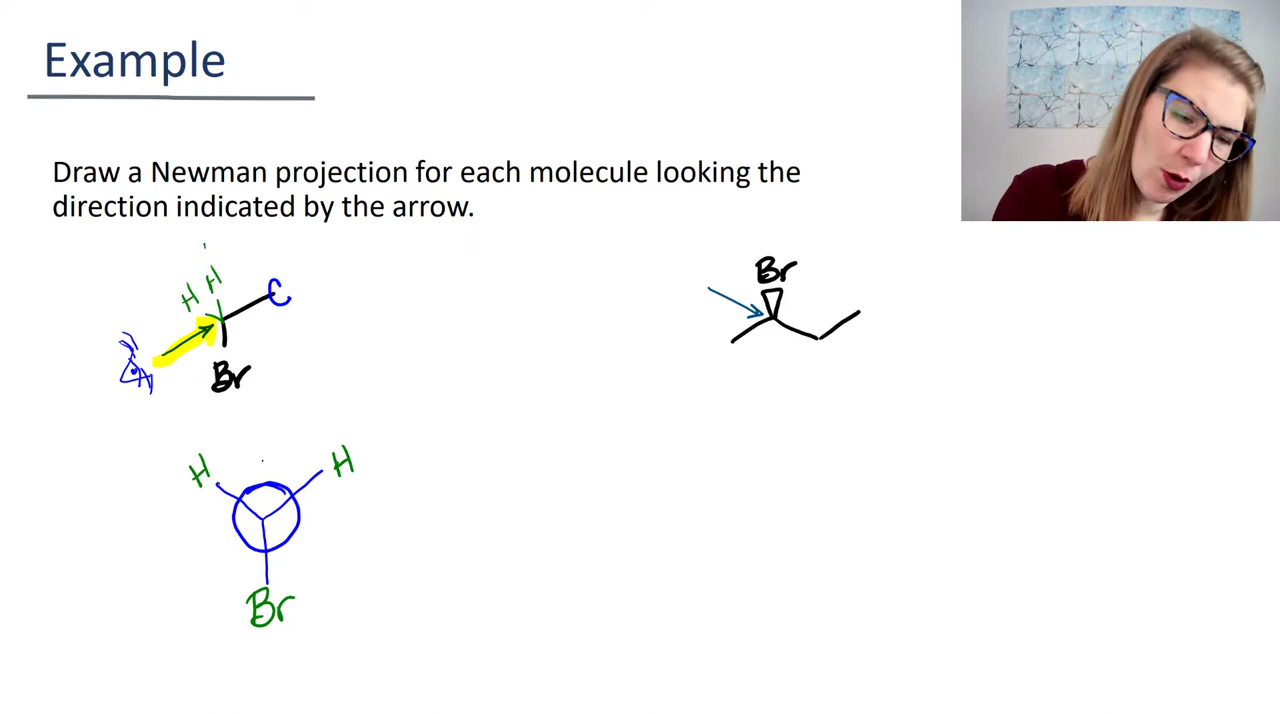 Example
Draw a Newman projection for each molecule looking the
direction indicated by the arrow.
H H
C
Br
Br
H
H
Br